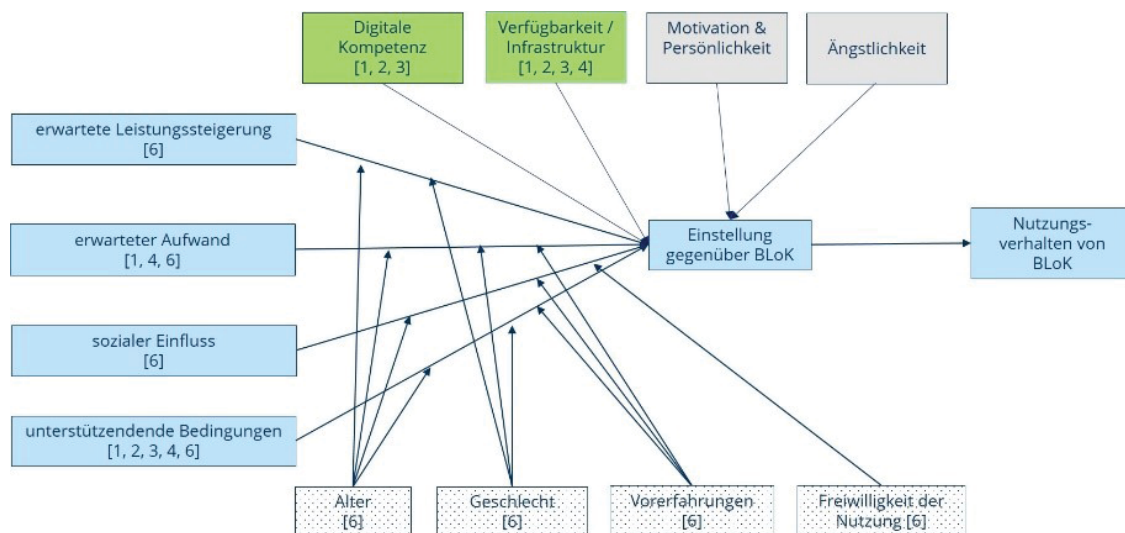 Digitale
Kompetenz
[1, 2, 3]
Verfügbarkeit /
Infrastruktur
[1, 2, 3, 4]
Motivation &
Persönlichkeit
Ängstlichkeit
erwartete Leistungssteigerung
[6]
erwarteter Aufwand
[1, 4, 6]
sozialer Einfluss
[6]
unterstützendende Bedingungen
[1, 2, 3, 4, 6]
Einstellung
gegenüber BLoK
Nutzungs-
verhalten von
BLoK
Alter
[6]
Geschlecht
[6]
Vorerfahrungen
[6]
Freiwilligkeit der
Nutzung [6]